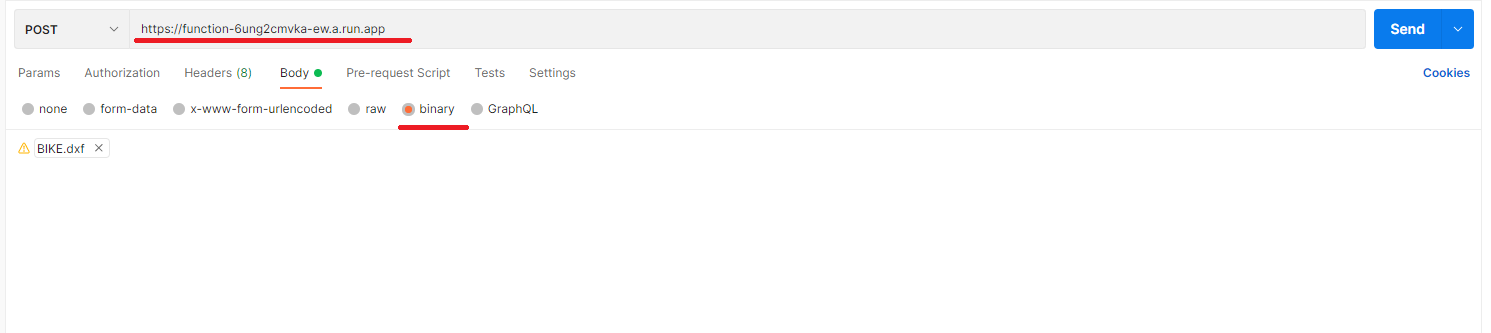 POST https://function-6ung2cmvka-ew.a.run.app Send
Params Authorization Headers (8) Body Pre-request Script Tests Settings Cookies
none form-data x-www-form-urlencoded raw binary GraphQL
BIKE.dxf